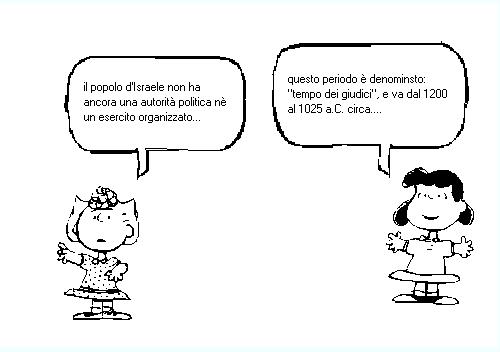 il popolo d'Israele non ha
ancora una autorità politica nè
un esercito organizzato...
questo periodo è denominsto:
"tempo dei giudici", e va dal 1200
al 1025 a.C. circa....